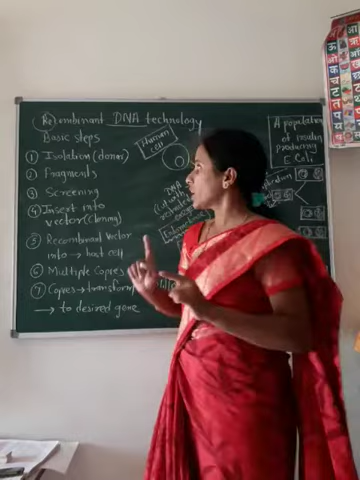 Recombinant DNA technology
Basic steps
① Isolation (donor)
② Fragments
③ Screening
④ Insert into
vector (Cloning)
⑤ Recombinant vector
into → host cell
⑥ Multiple Copies
⑦ Copies → transform
→ to desired gene
Human
cell
DNA
A population
of insulin
producing
E Coli